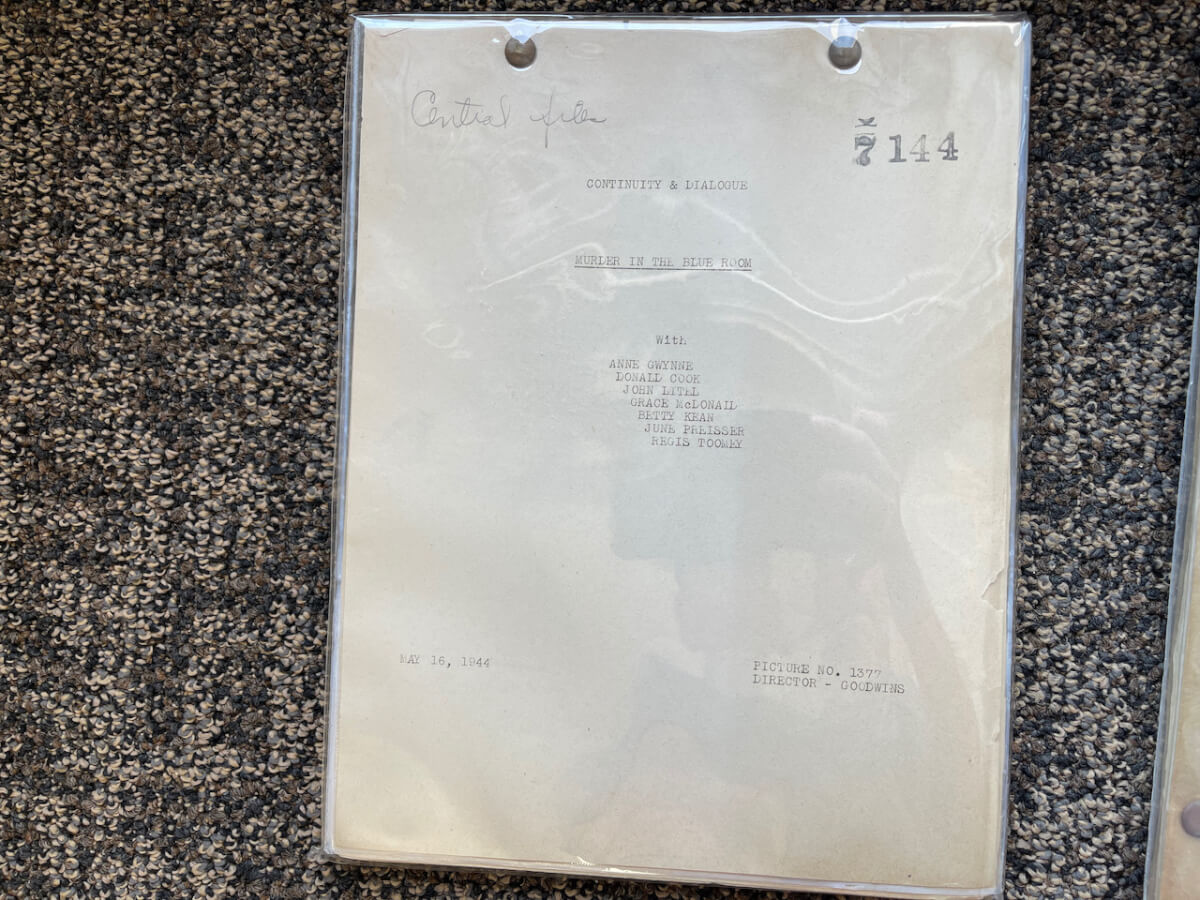 Central files
7144
CONTINUITY & DIALOGUE
MURDER IN THE BLUE ROOM
With
ANNE GWYNNE
DONALD COOK
JOHN LITEL
GRACE McDONALD
BETTY KEAN
JUNE PREISSER
REGIS TOOMEY
MAY 16, 1944
PICTURE NO. 1377
DIRECTOR - GOODWINS